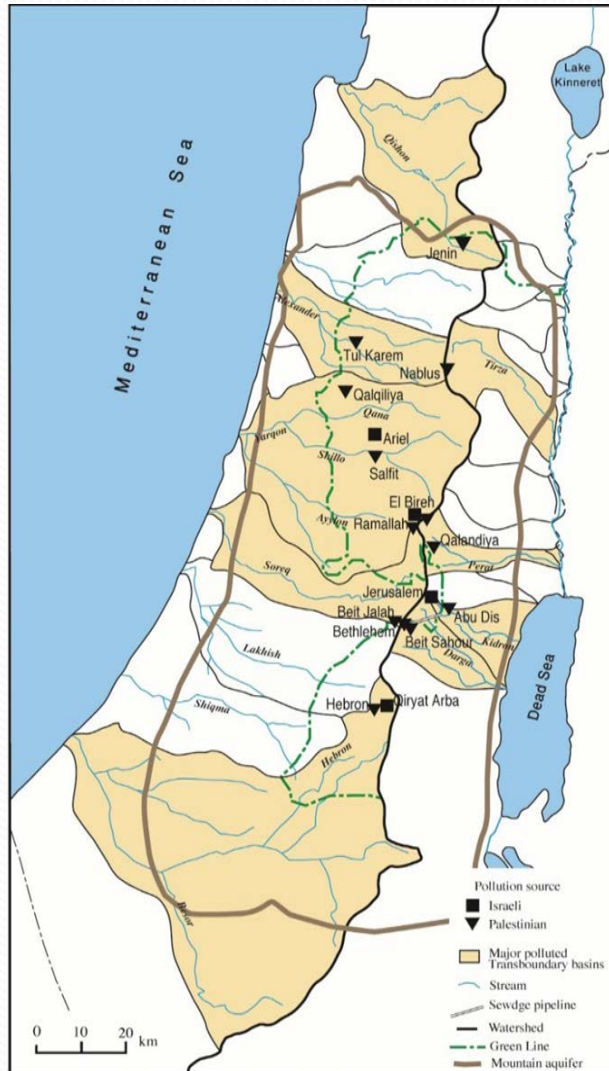 Lake
Kinneret
Mediterranean Sea
Qishon
Jenin
Alexander
Tul Karem
Nablus
Tirza
Qalqiliya
Qana
Yarqon
Ariel
Shillo
Salfit
El Bireh
Ramallah
Ayylon
Qalandiya
Soreq
Perat
Jerusalem
Beit Jalah
Abu Dis
Bethlehem
Beit Sahour
Kidron
Darga
Lakhish
Dead Sea
Shiqma
Hebron
Qiryat Arba
Hebron
Besor
Pollution source
Israeli
Palestinian
Major polluted
Transboundary basins
Stream
Sewdge pipeline
Watershed
Green Line
Mountain aquifer
0 10 20
km